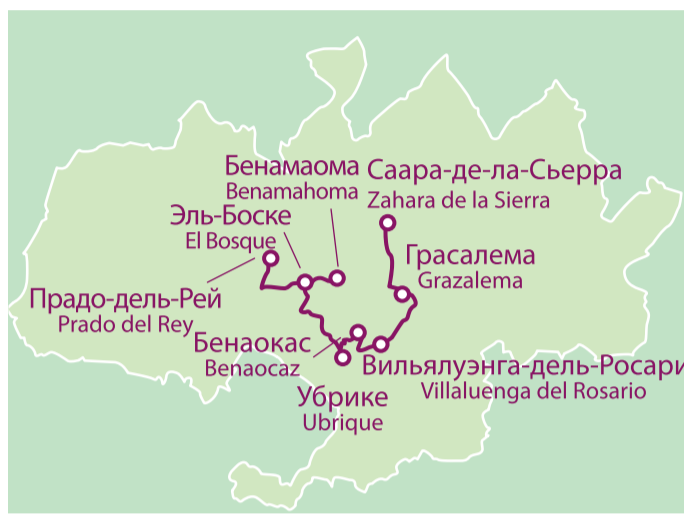 Бенамаома
Benamahoma
Саара-де-ла-Сьерра
Zahara de la Sierra
Эль-Боске
El Bosque
Грасалема
Grazalema
Прадо-дель-Рей
Prado del Rey
Бенаокас
Benaocaz
Вильялуэнга-дель-Росари
Villaluenga del Rosario
Убрике
Ubrique